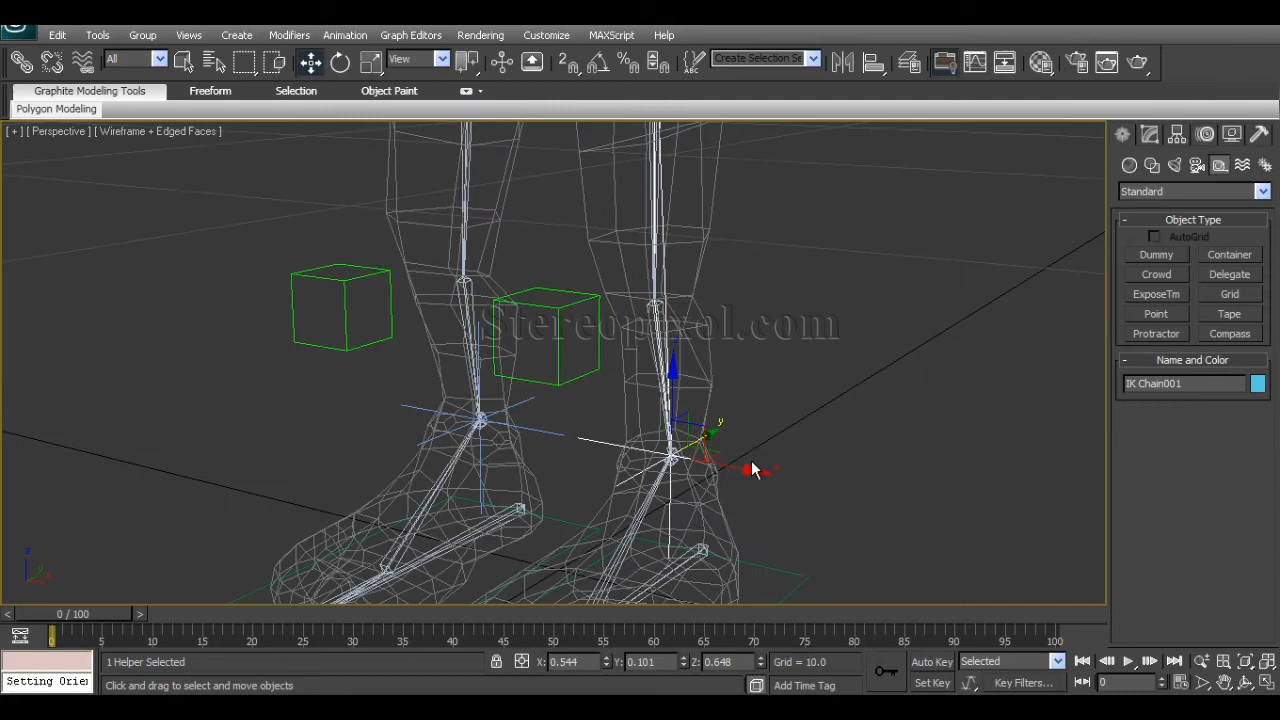 Edit Tools Group Views Create Modifiers Animation Graph Editors Rendering Customize MAXScript Help
All View Create Selection Se
Graphite Modeling Tools Freeform Selection Object Paint
Polygon Modeling
[ + ] [ Perspective ] [ Wireframe + Edged Faces ]
Standard
- Object Type
AutoGrid
Dummy Container
Crowd Delegate
ExposeTm Grid
Point Tape
Protractor Compass
- Name and Color
IK Chain001
Stereopixol.com
z
y
x
z
y
x
< 0 / 100 >
0 5 10 15 20 25 30 35 40 45 50 55 60 65 70 75 80 85 90 95 100
1 Helper Selected X: 0.544 Y: 0.101 Z: 0.648 Grid = 10.0 Auto Key Selected
Setting Orie Click and drag to select and move objects Add Time Tag Set Key Key Filters... 0